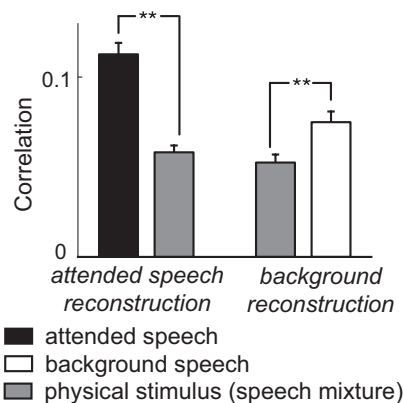 **
**
0.1
Correlation
0
attended speech
reconstruction
background
reconstruction
attended speech
background speech
physical stimulus (speech mixture)